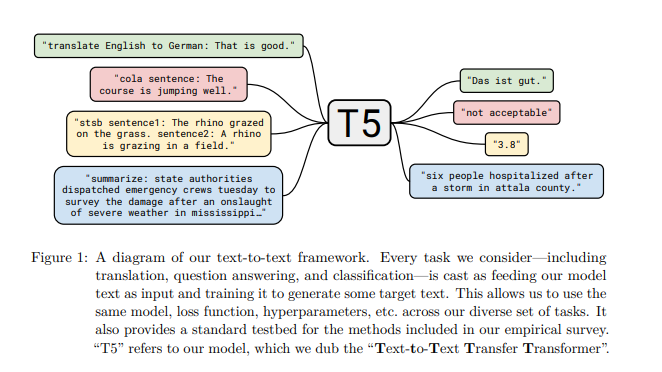 "translate English to German: That is good."
"cola sentence: The
course is jumping well."
"stsb sentence1: The rhino grazed
on the grass. sentence2: A rhino
is grazing in a field."
"summarize: state authorities
dispatched emergency crews tuesday to
survey the damage after an onslaught
of severe weather in mississippi…"
T5
"Das ist gut."
"not acceptable"
"3.8"
"six people hospitalized after
a storm in attala county."
Figure 1: A diagram of our text-to-text framework. Every task we consider—including
translation, question answering, and classification—is cast as feeding our model
text as input and training it to generate some target text. This allows us to use the
same model, loss function, hyperparameters, etc. across our diverse set of tasks. It
also provides a standard testbed for the methods included in our empirical survey.
“T5” refers to our model, which we dub the “Text-to-Text Transfer Transformer”.